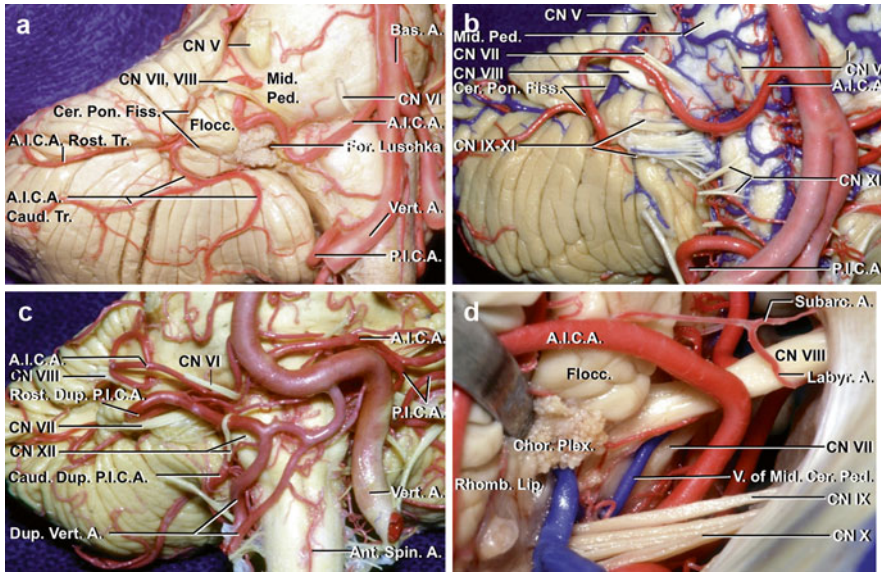 a
CN V
Bas. A.
CN VII, VIII
Mid.
Ped.
CN VI
Cer. Pon. Fiss.
A.I.C.A.
Flocc.
A.I.C.A. Rost. Tr.
For. Luschka
A.I.C.A.
Caud. Tr.
Vert. A.
P.I.C.A.
b
CN V
Mid. Ped.
CN VII
CN VIII
CN V
Cer. Pon. Fiss.
A.I.C.A.
CN IX-XI
CN XI
P.I.C.A.
c
A.I.C.A.
A.I.C.A.
CN VI
CN VIII
Rost. Dup. P.I.C.A.
P.I.C.A.
CN VII
CN XII
Caud. Dup. P.I.C.A.
Vert. A.
Dup. Vert. A.
Ant. Spin. A.
d
Subarc. A.
A.I.C.A.
CN VIII
Flocc.
Labyr. A.
Chor. Plex.
CN VII
Rhomb. Lip
V. of Mid. Cer. Ped.
CN IX
CN X